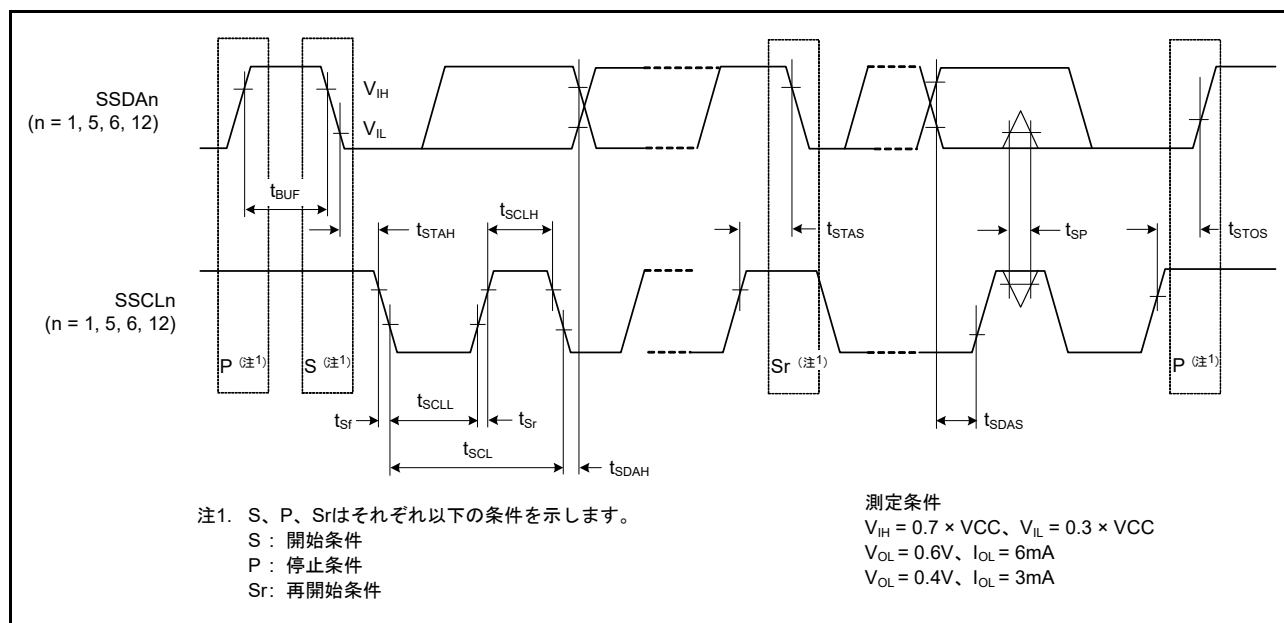 SSDAn
(n = 1, 5, 6, 12)
VIH
VIL
tBUF
tSTAH
tSCLH
tSTAS
tSP
tSTOS
SSCLn
(n = 1, 5, 6, 12)
P (注1)
S (注1)
Sr (注1)
P (注1)
tSf
tSCLL
tSr
tSCL
tSDAH
tSDAS
注1. S、P、Srはそれぞれ以下の条件を示します。
S : 開始条件
P : 停止条件
Sr: 再開始条件
測定条件
VIH = 0.7 × VCC、VIL = 0.3 × VCC
VOL = 0.6V、IOL = 6mA
VOL = 0.4V、IOL = 3mA